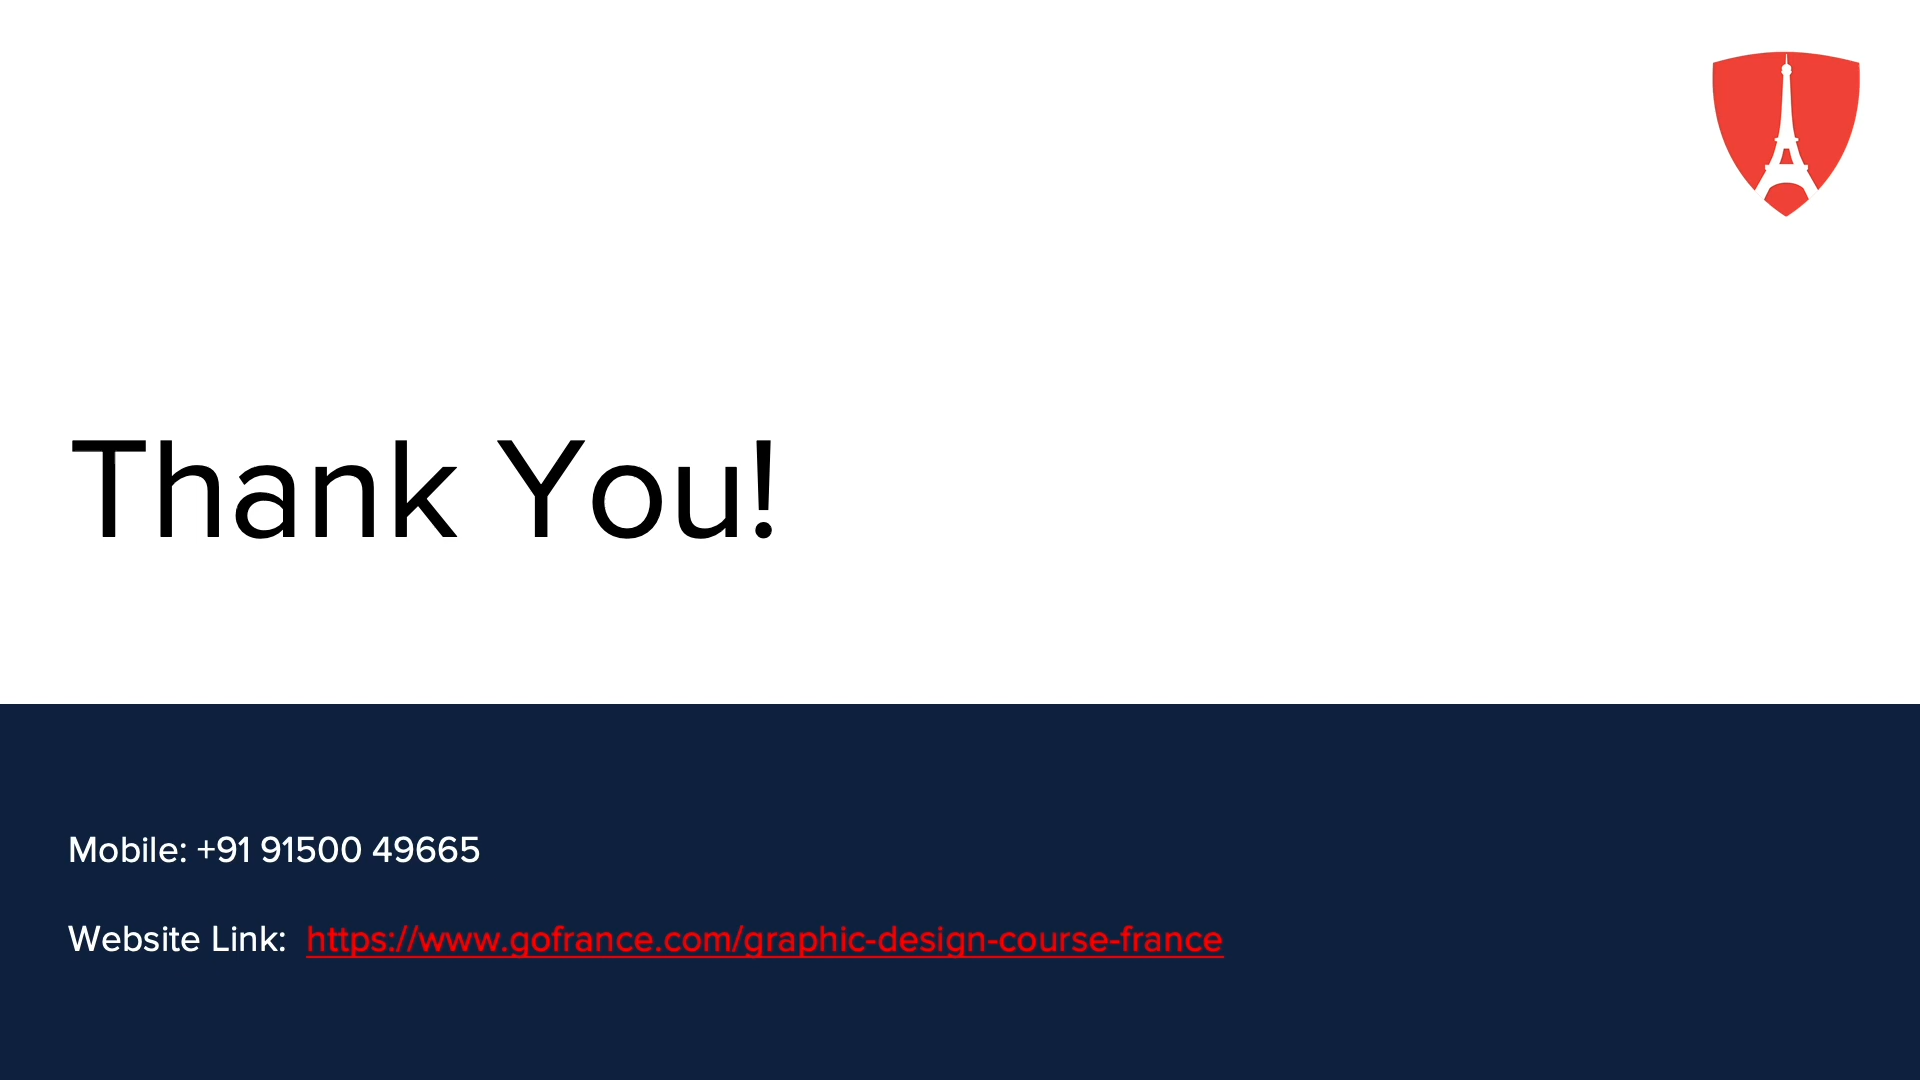 Thank You!
Mobile: +91 91500 49665
Website Link: https://www.gofrance.com/graphic-design-course-france